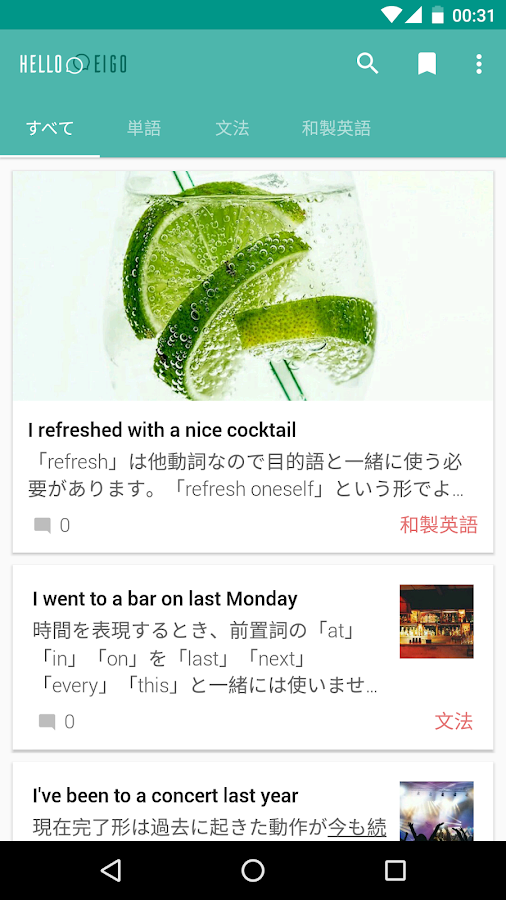 00:31
HELLO EIGO
すべて 単語 文法 和製英語
I refreshed with a nice cocktail
「refresh」は他動詞なので目的語と一緒に使う必
要があります。「refresh oneself」という形でよ…
0 和製英語
I went to a bar on last Monday
時間を表現するとき、前置詞の「at」
「in」「on」を「last」「next」
「every」「this」と一緒には使いませ…
0 文法
I've been to a concert last year
現在完了形は過去に起きた動作が今も続